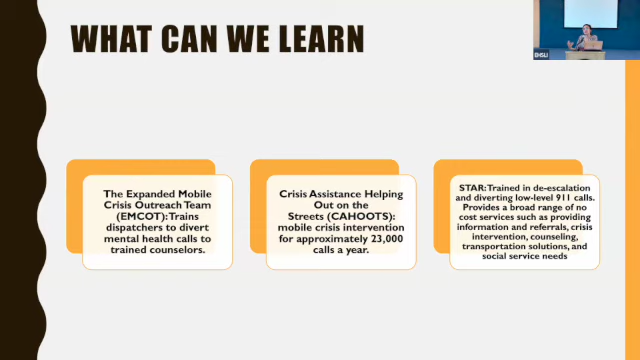 WHAT CAN WE LEARN
EHSLI
The Expanded Mobile
Crisis Outreach Team
(EMCOT): Trains
dispatchers to divert
mental health calls to
trained counselors.
Crisis Assistance Helping
Out on the
Streets (CAHOOTS):
mobile crisis intervention
for approximately 23,000
calls a year.
STAR: Trained in de-escalation
and diverting low-level 911 calls.
Provides a broad range of no
cost services such as providing
information and referrals, crisis
intervention, counseling,
transportation solutions, and
social service needs